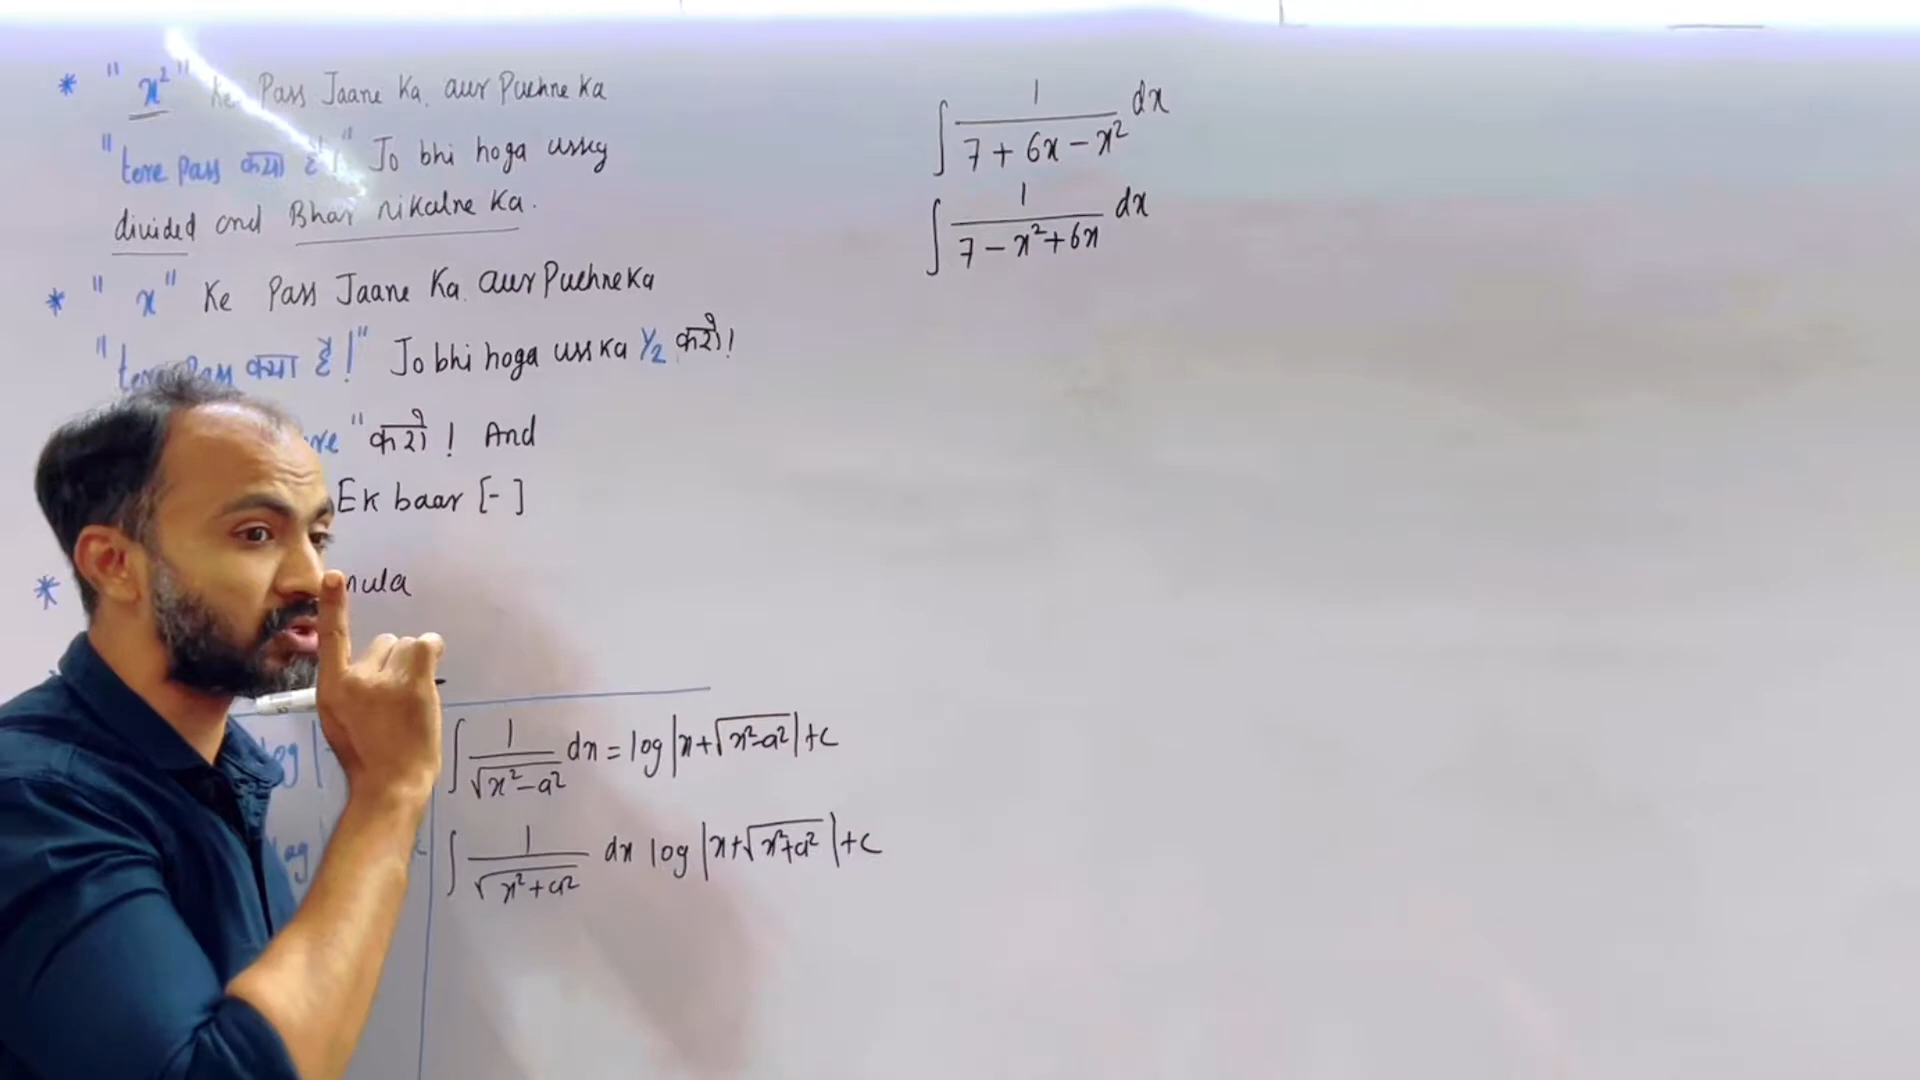 * "x²" Ke Pass Jaane Ka aur Puchne Ka
"tere Pass क्या है!" Jo bhi hoga ussey
divided and Bhar nikalne Ka.
* "x" Ke Pass Jaane Ka aur Puchne Ka
"tere Pass क्या है!" Jo bhi hoga uska 1/2 करो!
" करो! And
Ek baar [-]
*
∫ 1/√(x²-a²) dx = log |x+√(x²-a²)| +c
∫ 1/√(x²+a²) dx log |x+√(x²+a²)| +c
log |
∫ 1/(7 + 6x - x²) dx
∫ 1/(7 - x² + 6x) dx